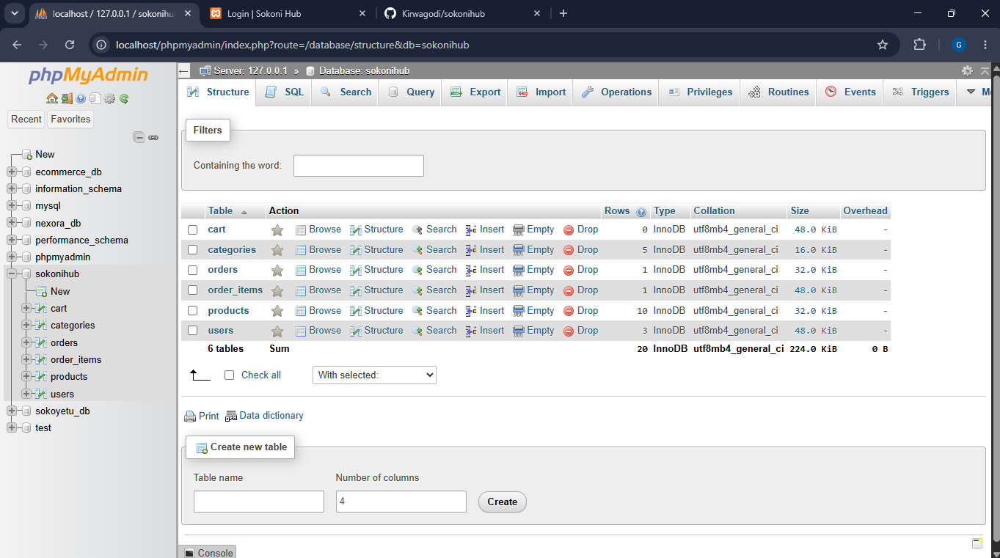 localhost / 127.0.0.1 / sokonihu
Login | Sokoni Hub
Kirwagodi/sokonihub
localhost/phpmyadmin/index.php?route=/database/structure&db=sokonihub
G
phpMyAdmin
Recent Favorites
New
ecommerce_db
information_schema
mysql
nexora_db
performance_schema
phpmyadmin
sokonihub
New
cart
categories
orders
order_items
products
users
sokoyetu_db
test
Server: 127.0.0.1 » Database: sokonihub
Structure SQL Search Query Export Import Operations Privileges Routines Events Triggers
Filters
Containing the word:
Table Action Rows Type Collation Size Overhead
cart Browse Structure Search Insert Empty Drop 0 InnoDB utf8mb4_general_ci 48.0 KiB -
categories Browse Structure Search Insert Empty Drop 5 InnoDB utf8mb4_general_ci 16.0 KiB -
orders Browse Structure Search Insert Empty Drop 1 InnoDB utf8mb4_general_ci 32.0 KiB -
order_items Browse Structure Search Insert Empty Drop 1 InnoDB utf8mb4_general_ci 48.0 KiB -
products Browse Structure Search Insert Empty Drop 10 InnoDB utf8mb4_general_ci 32.0 KiB -
users Browse Structure Search Insert Empty Drop 3 InnoDB utf8mb4_general_ci 48.0 KiB -
6 tables Sum 20 InnoDB utf8mb4_general_ci 224.0 KiB 0 B
Check all With selected:
Print Data dictionary
Create new table
Table name Number of columns
4 Create
Console